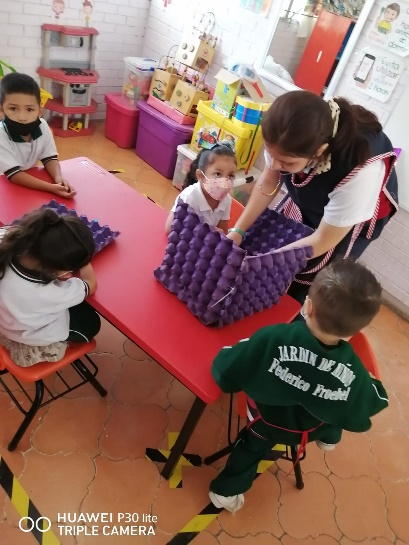 JARDIN DE NIÑOS
Federico Froebel
HUAWEI P30 lite
TRIPLE CAMERA